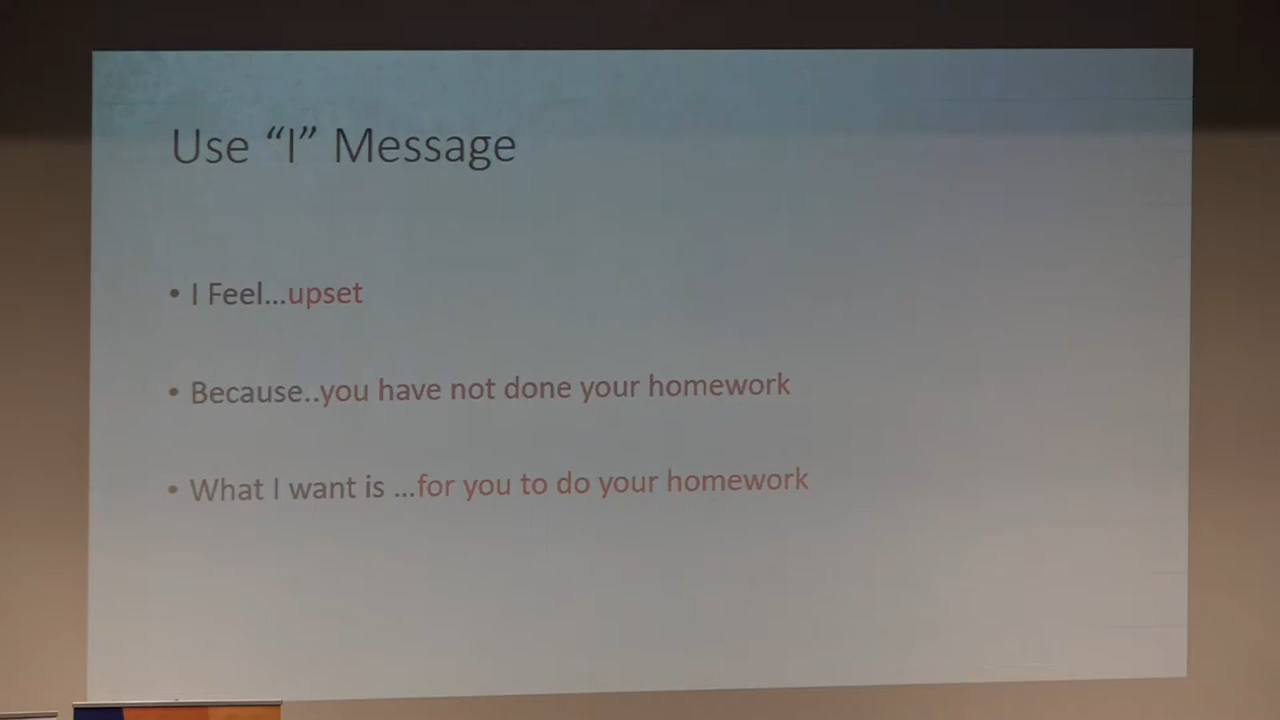 Use “I” Message
• I Feel...upset
• Because..you have not done your homework
• What I want is ...for you to do your homework